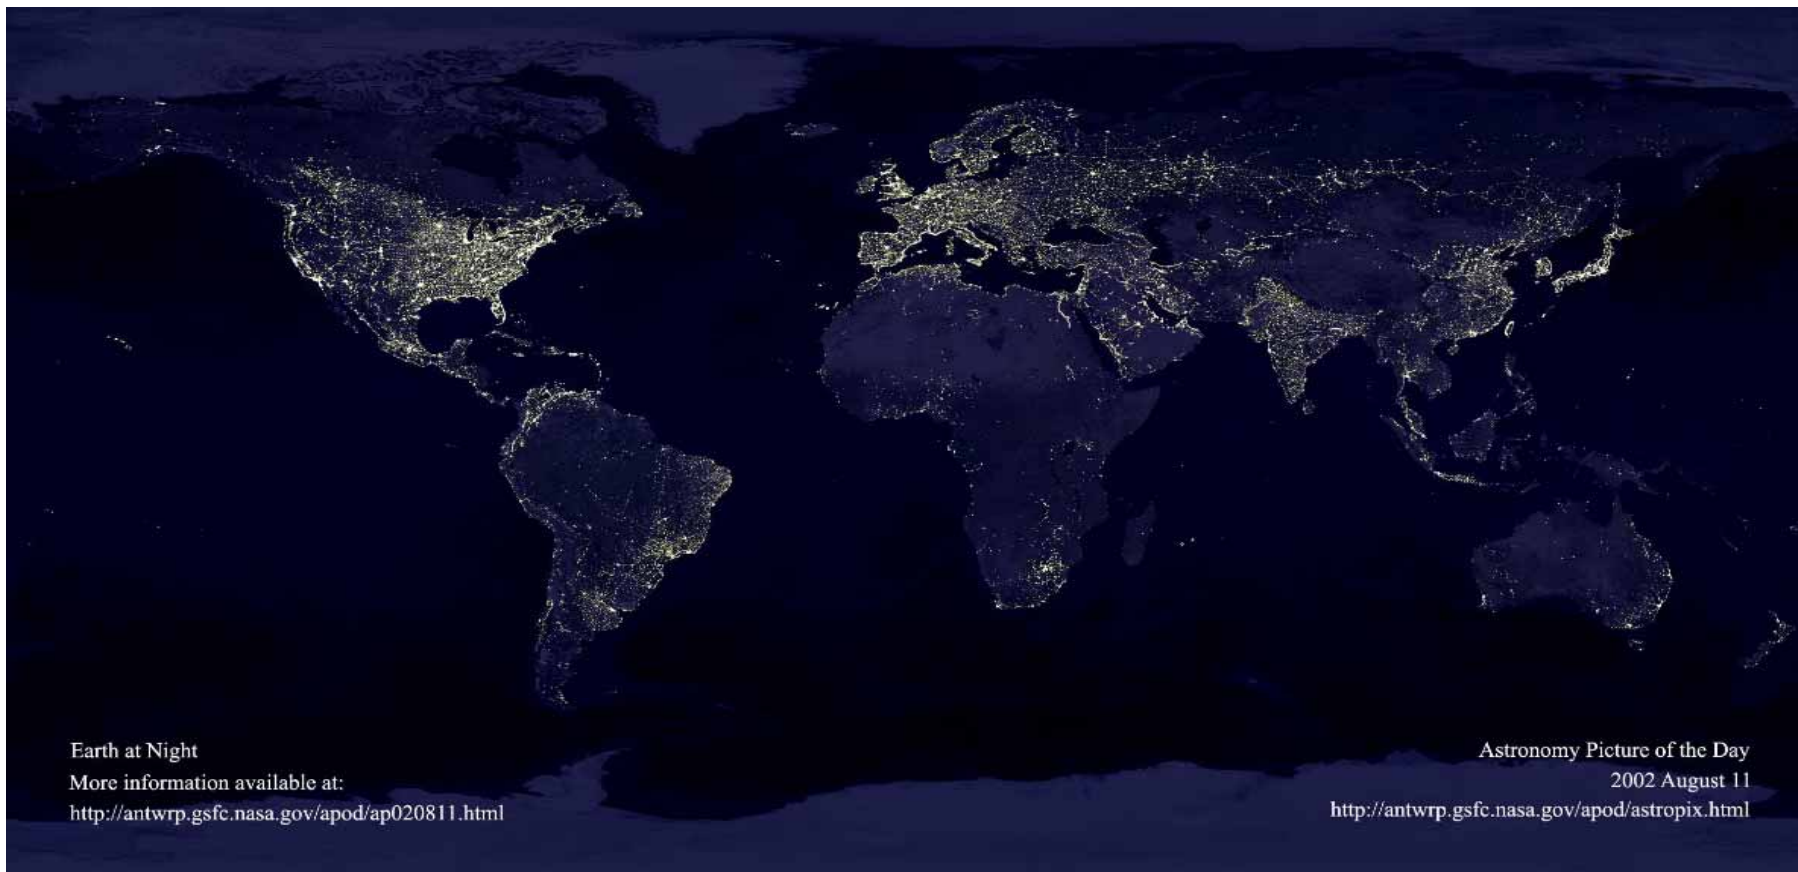 Earth at Night
More information available at:
http://antwrp.gsfc.nasa.gov/apod/ap020811.html
Astronomy Picture of the Day
2002 August 11
http://antwrp.gsfc.nasa.gov/apod/astropix.html